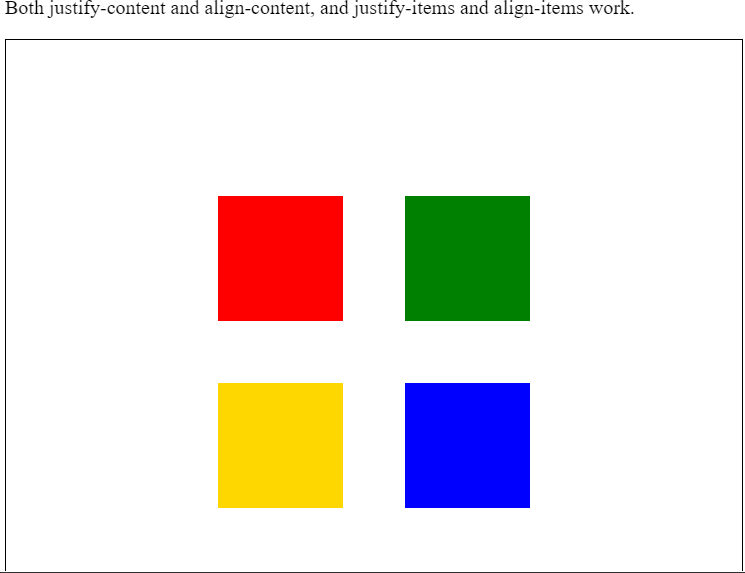 Both justify-content and align-content, and justify-items and align-items work.